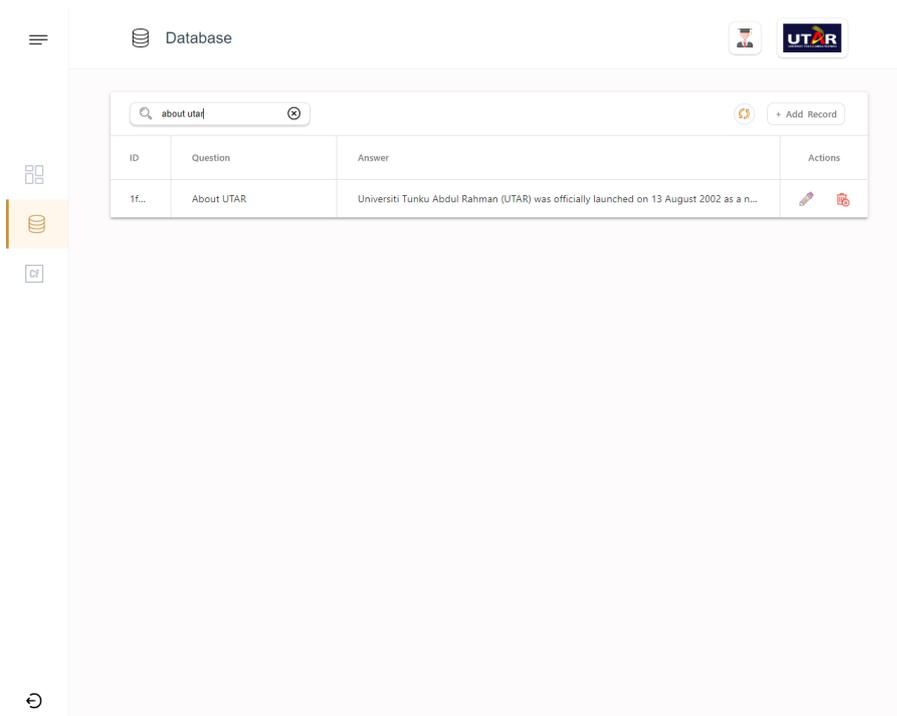 Database
UTAR
about utar
+ Add Record
ID Question Answer Actions
1f... About UTAR Universiti Tunku Abdul Rahman (UTAR) was officially launched on 13 August 2002 as a n...
Cf